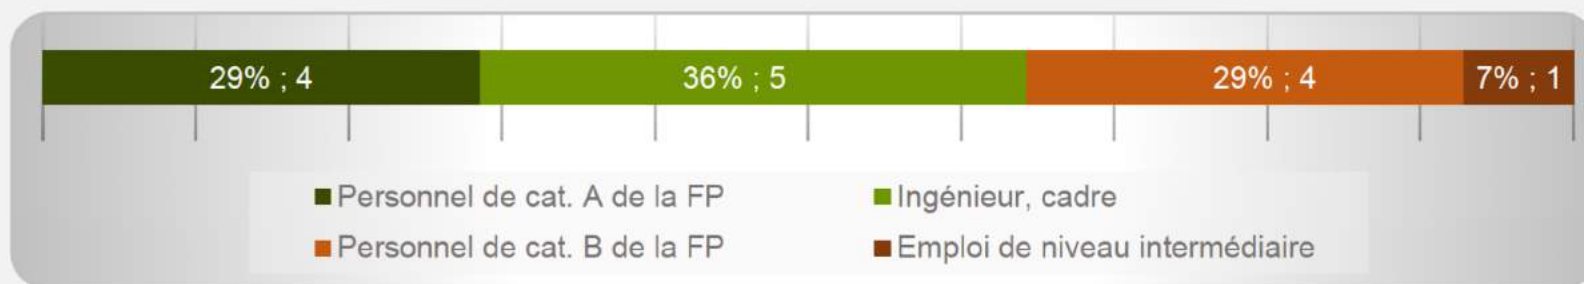 29% ; 4 36% ; 5 29% ; 4 7% ; 1
Personnel de cat. A de la FP Ingénieur, cadre
Personnel de cat. B de la FP Emploi de niveau intermédiaire